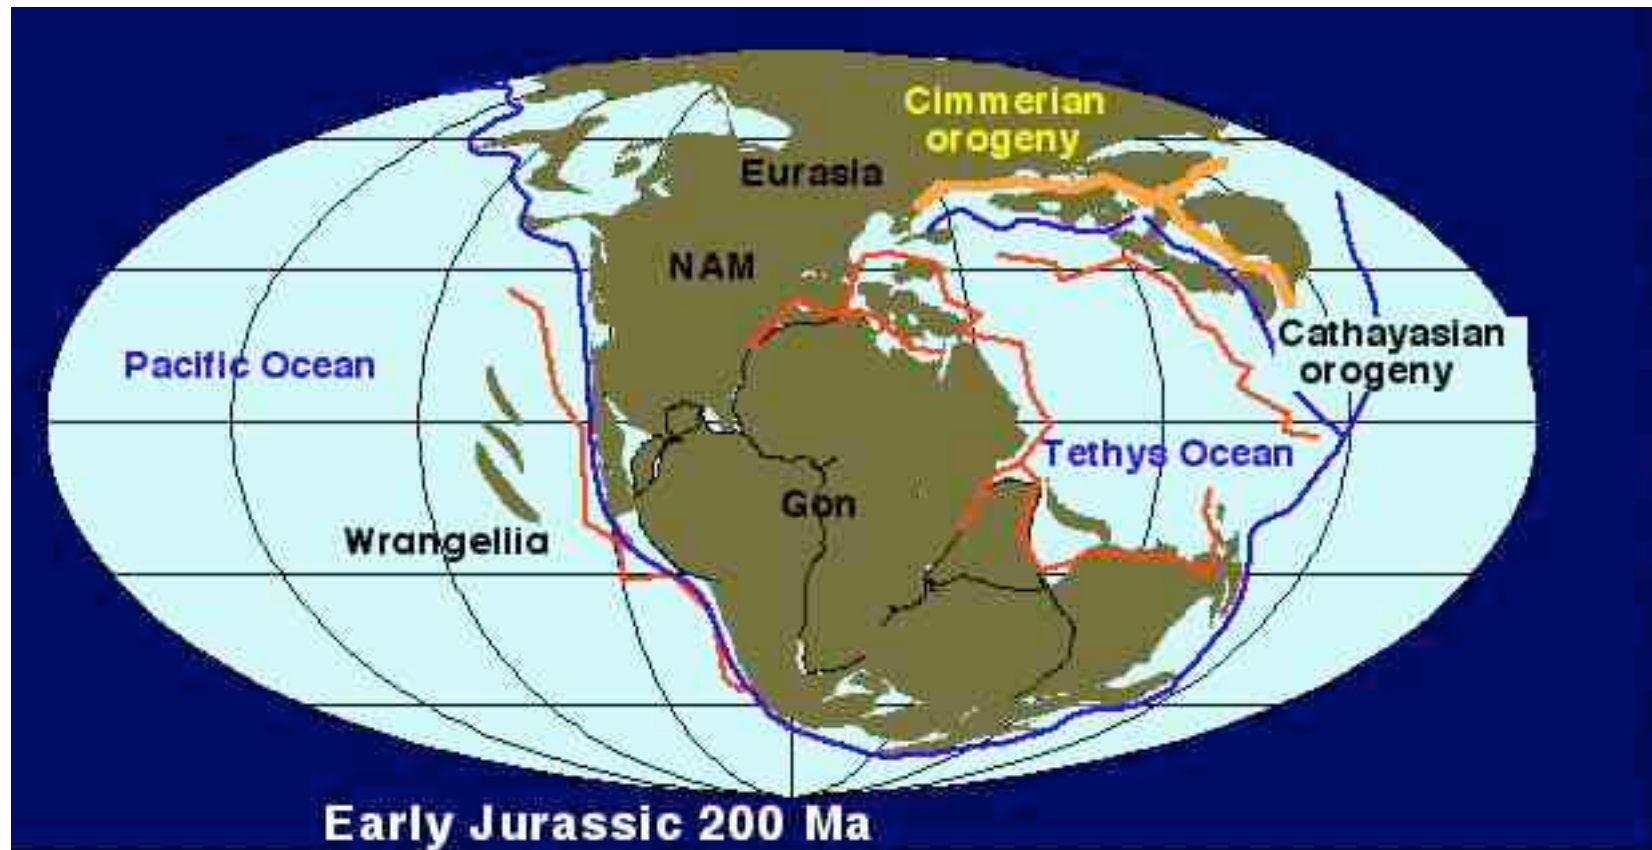 Cimmerian
orogeny
Eurasia
NAM
Cathayasian
orogeny
Pacific Ocean
Tethys Ocean
Gon
Wrangellia
Early Jurassic 200 Ma